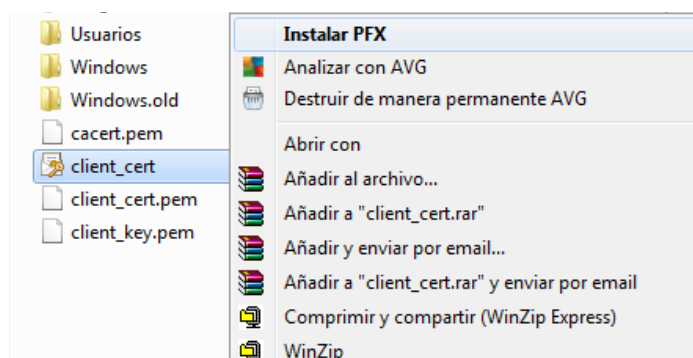 Usuarios
Windows
Windows.old
cacert.pem
client_cert
client_cert.pem
client_key.pem
Instalar PFX
Analizar con AVG
Destruir de manera permanente AVG
Abrir con
Añadir al archivo...
Añadir a "client_cert.rar"
Añadir y enviar por email...
Añadir a "client_cert.rar" y enviar por email
Comprimir y compartir (WinZip Express)
WinZip